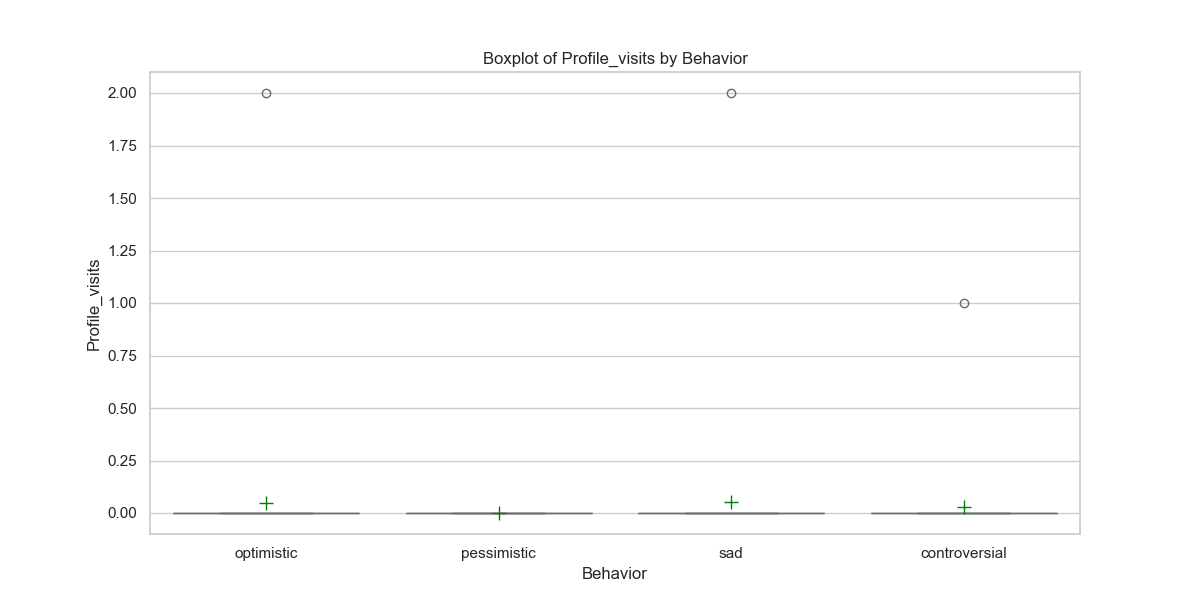 Boxplot of Profile_visits by Behavior
2.00
1.75
1.50
1.25
1.00
0.75
0.50
0.25
0.00
Profile_visits
optimistic pessimistic sad controversial
Behavior